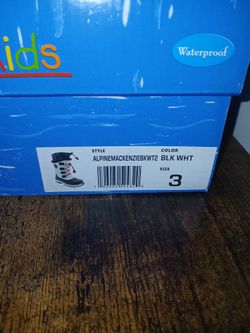 Kids
Waterproof
STYLE COLOR
ALPINEMACKENZIEBKWT2 BLK WHT
SIZE
3